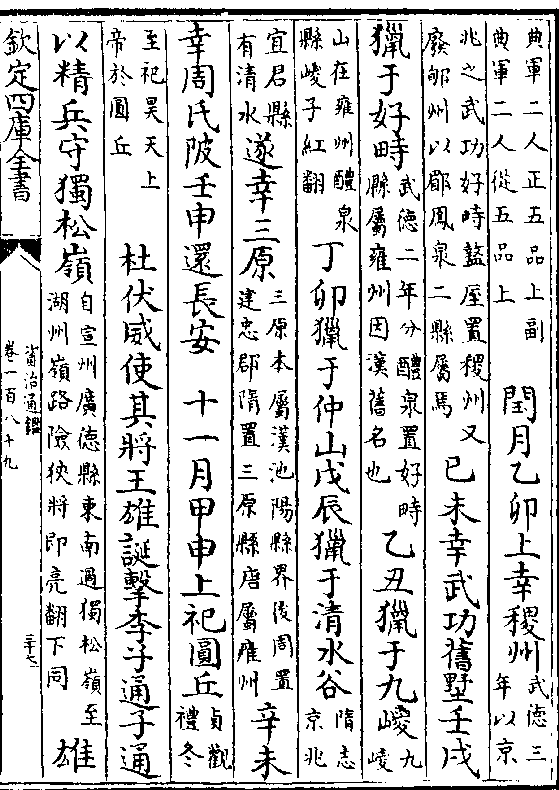 典軍二人正五品上副典軍二人從五品上 閏月乙卯上幸稷州武德三年以京
兆之武功好時盩厔置稷州又廢郇州以郿鳳泉二縣屬焉已未幸武功舊墅壬戌
獵于好畤武德二年分醴泉置好畤縣屬雍州因漢舊名也乙丑獵于九嵕九嵕
山在雍州醴泉縣嵕子紅翻丁卯獵于仲山戊辰獵于清水谷隋志京兆
宜君縣有清水遂幸三原三原本屬漢池陽縣界後周置建忠郡隋置三原縣唐屬雍州辛未
幸周氏陂壬申還長安 十一月甲申上祀圓丘貞觀禮冬
至祀昊天上帝於圓丘 杜伏威使其將王雄誕擊李子通子通
以精兵守獨松嶺自宣州廣德縣東南過獨松嶺至湖州嶺路險狹將即亮翻下同雄
欽定四庫全書
資治通鑑
卷一百八十九
三十七